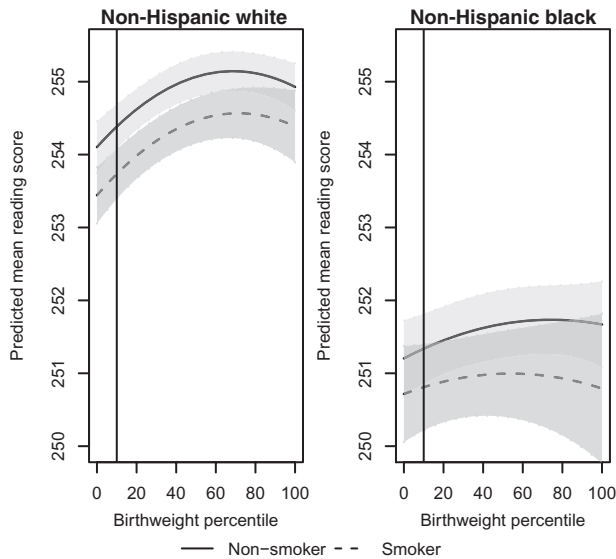 Non-Hispanic white
Predicted mean reading score
255
254
253
252
251
250
0 20 40 60 80 100
Birthweight percentile
Non-Hispanic black
Predicted mean reading score
255
254
253
252
251
250
0 20 40 60 80 100
Birthweight percentile
Non−smoker
Smoker